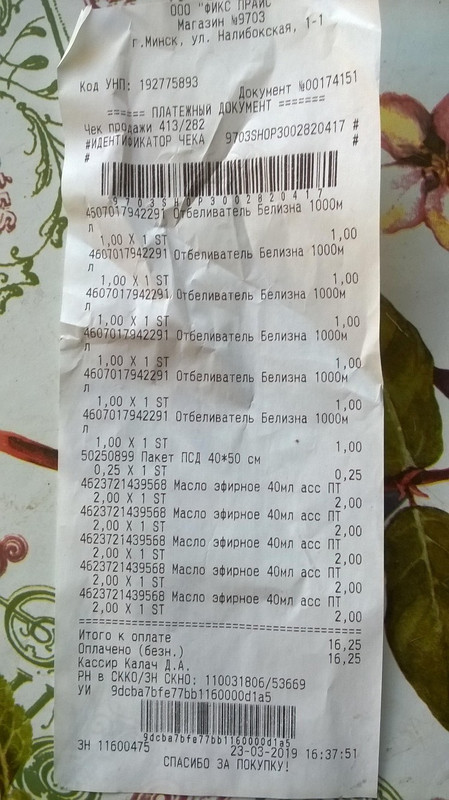 ООО "ФИКС ПРАЙС"
Магазин №9703
г.Минск, ул. Налибокская, 1-1
Код УНП: 192775893
Документ №00174151
====== ПЛАТЕЖНЫЙ ДОКУМЕНТ =======
Чек продажи 413/282 #
#ИДЕНТИФИКАТОР ЧЕКА 9703SHOP3002820417 #
#
9703SHOP3002820417
4607017942291 Отбеливатель Белизна 1000м
л
1,00 X 1 ST 1,00
4607017942291 Отбеливатель Белизна 1000м
л
1,00 X 1 ST 1,00
4607017942291 Отбеливатель Белизна 1000м
л
1,00 X 1 ST 1,00
4607017942291 Отбеливатель Белизна 1000м
л
1,00 X 1 ST 1,00
4607017942291 Отбеливатель Белизна 1000м
л
1,00 X 1 ST 1,00
4607017942291 Отбеливатель Белизна 1000м
л
1,00 X 1 ST 1,00
50250899 Пакет ПСД 40*50 см
0,25 X 1 ST 0,25
4623721439568 Масло эфирное 40мл асс ПТ
2,00 X 1 ST 2,00
4623721439568 Масло эфирное 40мл асс ПТ
2,00 X 1 ST 2,00
4623721439568 Масло эфирное 40мл асс ПТ
2,00 X 1 ST 2,00
4623721439568 Масло эфирное 40мл асс ПТ
2,00 X 1 ST 2,00
4623721439568 Масло эфирное 40мл асс ПТ
2,00 X 1 ST 2,00
========================================
Итого к оплате 16,25
Оплачено (безн.) 16,25
Кассир Калач Д.А.
РН в СККО/ЗН СКНО: 110031806/53669
УИ 9dcba7bfe77bb1160000d1a5
9dcba7bfe77bb1160000d1a5
ЗН 11600475 23-03-2019 16:37:51
СПАСИБО ЗА ПОКУПКУ!